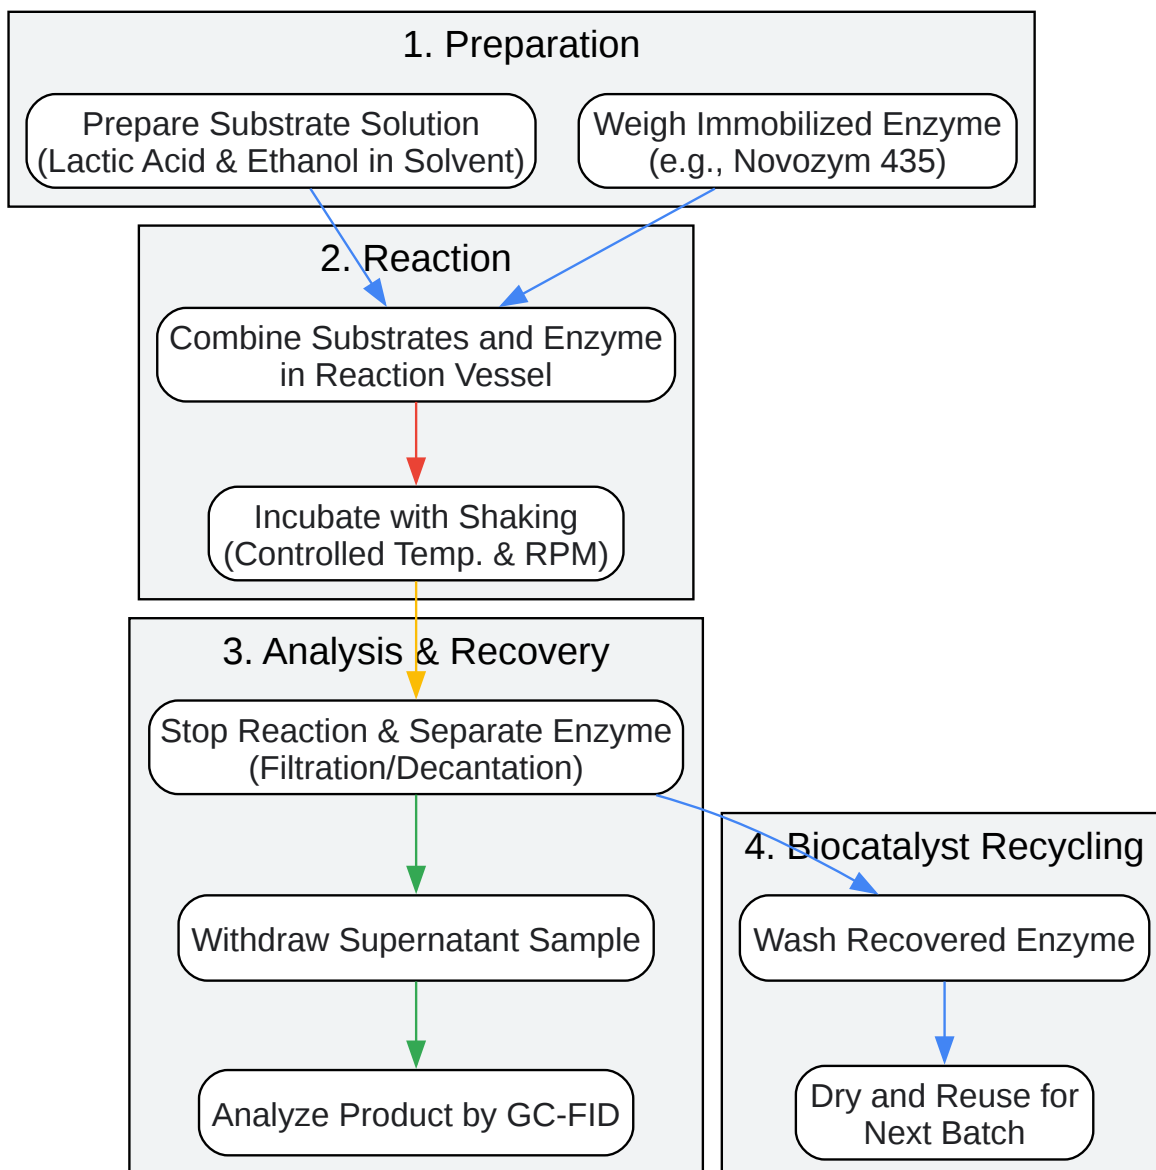 1. Preparation
Prepare Substrate Solution
(Lactic Acid & Ethanol in Solvent)
Weigh Immobilized Enzyme
(e.g., Novozym 435)
2. Reaction
Combine Substrates and Enzyme
in Reaction Vessel
Incubate with Shaking
(Controlled Temp. & RPM)
3. Analysis & Recovery
Stop Reaction & Separate Enzyme
(Filtration/Decantation)
Withdraw Supernatant Sample
Analyze Product by GC-FID
4. Biocatalyst Recycling
Wash Recovered Enzyme
Dry and Reuse for
Next Batch